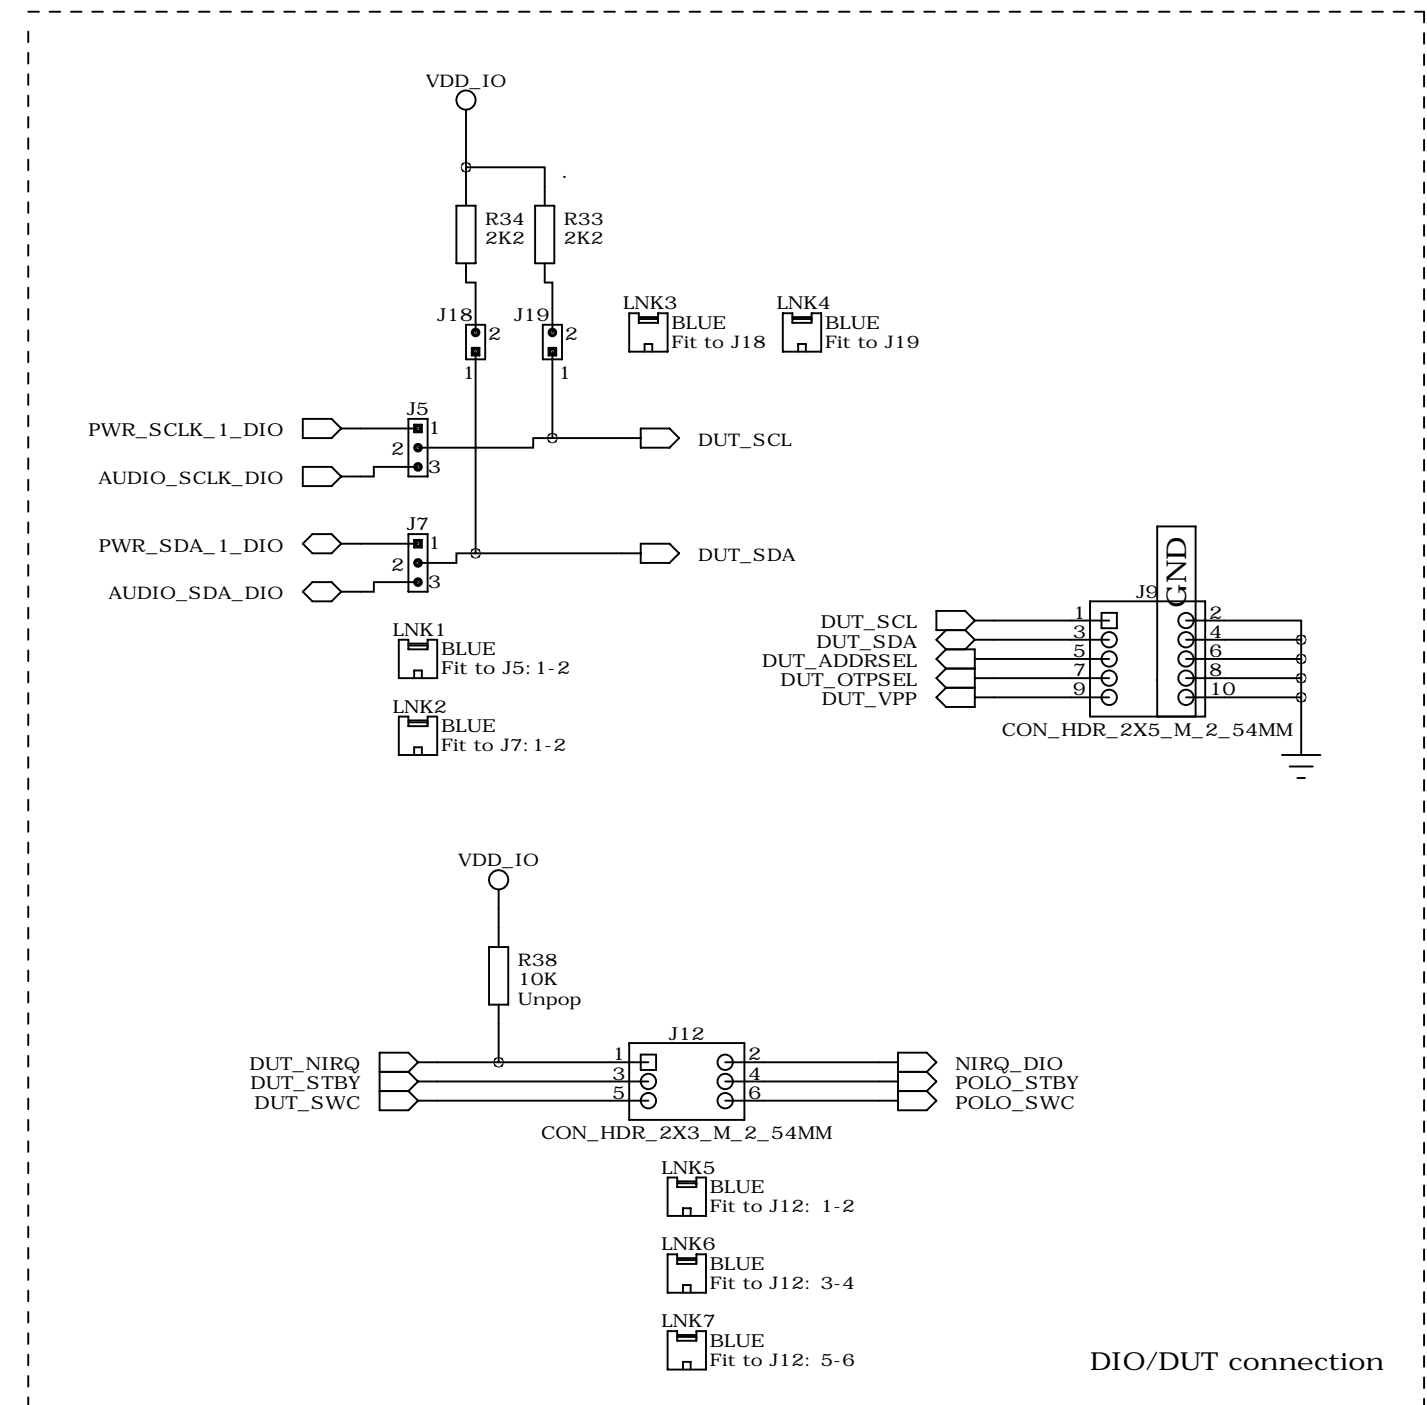 VDD_IO
R34
2K2
R33
2K2
J18
2
1
J19
2
1
LNK3
BLUE
Fit to J18
LNK4
BLUE
Fit to J19
J5
PWR_SCLK_1_DIO
1
2
3
AUDIO_SCLK_DIO
DUT_SCL
J7
PWR_SDA_1_DIO
1
2
3
AUDIO_SDA_DIO
DUT_SDA
LNK1
BLUE
Fit to J5: 1-2
LNK2
BLUE
Fit to J7: 1-2
GND
J9
DUT_SCL 1 2
DUT_SDA 3 4
DUT_ADDRSEL 5 6
DUT_OTPSEL 7 8
DUT_VPP 9 10
CON_HDR_2X5_M_2_54MM
VDD_IO
R38
10K
Unpop
J12
DUT_NIRQ 1 2 NIRQ_DIO
DUT_STBY 3 4 POLO_STBY
DUT_SWC 5 6 POLO_SWC
CON_HDR_2X3_M_2_54MM
LNK5
BLUE
Fit to J12: 1-2
LNK6
BLUE
Fit to J12: 3-4
LNK7
BLUE
Fit to J12: 5-6
DIO/DUT connection